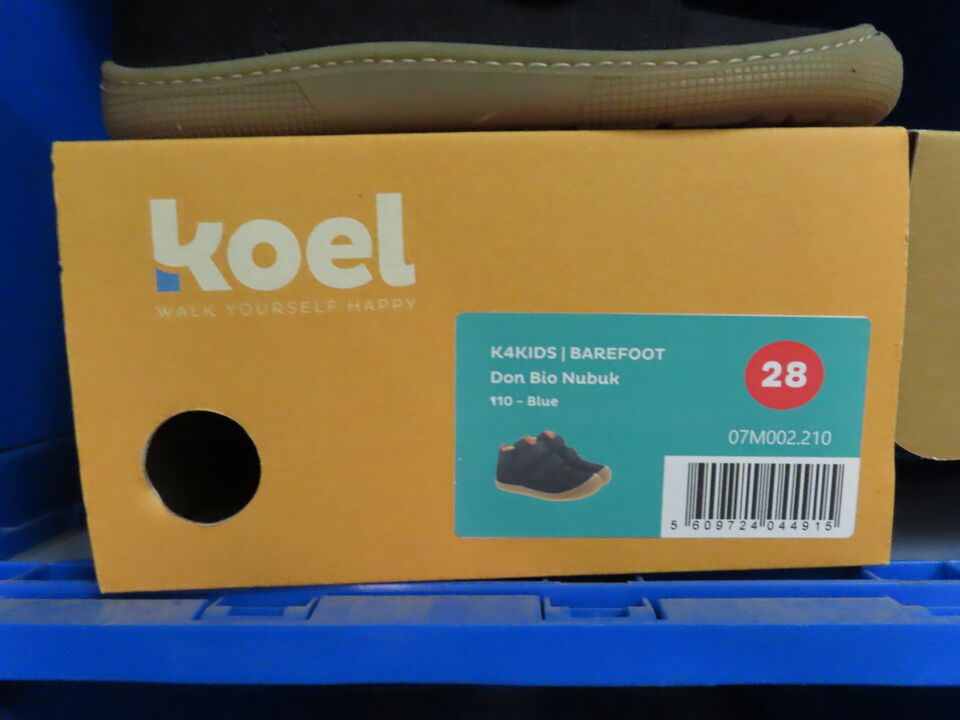 koel
WALK YOURSELF HAPPY
K4KIDS | BAREFOOT
Don Bio Nubuk
110 - Blue
28
07M002.210
5 609724 044915